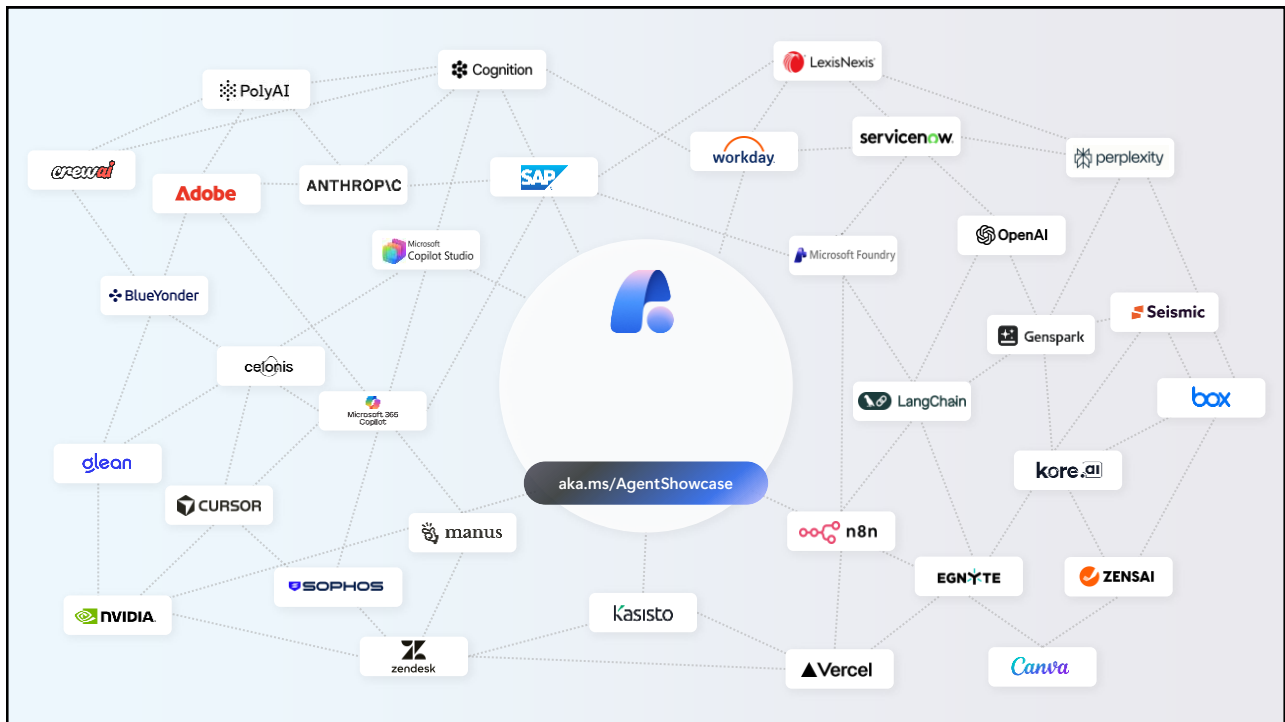 Cognition
LexisNexis
PolyAI
servicenow
workday
perplexity
crewai
Adobe
ANTHROP\C
SAP
OpenAI
Microsoft
Copilot Studio
Microsoft Foundry
BlueYonder
Seismic
Genspark
celonis
Microsoft 365
Copilot
LangChain
box
glean
kore.ai
aka.ms/AgentShowcase
CURSOR
manus
n8n
EGNYTE
ZENSAI
SOPHOS
NVIDIA
Kasisto
zendesk
Vercel
Canva